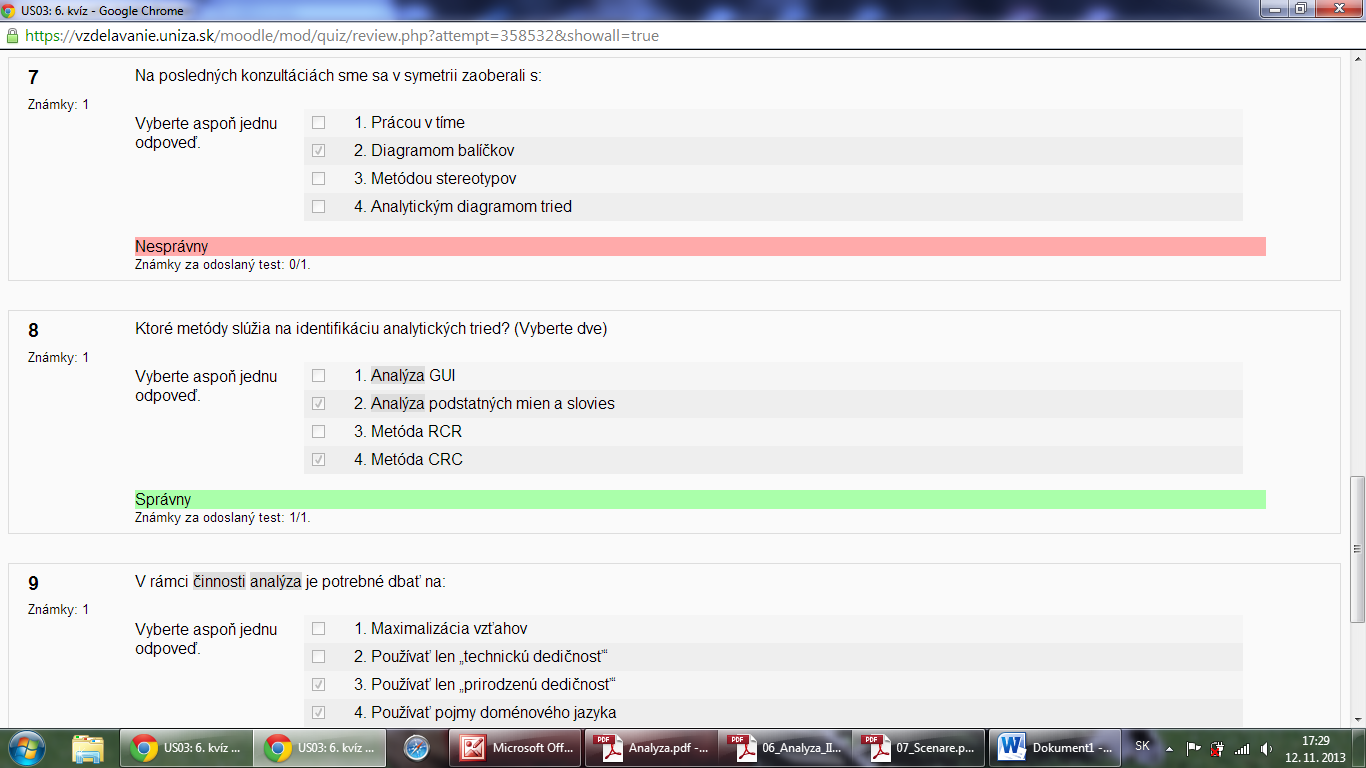 US03: 6. kvíz - Google Chrome
https://vzdelavanie.uniza.sk/moodle/mod/quiz/review.php?attempt=358532&showall=true
7
Známky: 1
Na posledných konzultáciách sme sa v symetrii zaoberali s:
Vyberte aspoň jednu
odpoveď.
1. Prácou v tíme
2. Diagramom balíčkov
3. Metódou stereotypov
4. Analytickým diagramom tried
Nesprávny
Známky za odoslaný test: 0/1.
8
Známky: 1
Ktoré metódy slúžia na identifikáciu analytických tried? (Vyberte dve)
Vyberte aspoň jednu
odpoveď.
1. Analýza GUI
2. Analýza podstatných mien a slovies
3. Metóda RCR
4. Metóda CRC
Správny
Známky za odoslaný test: 1/1.
9
Známky: 1
V rámci činnosti analýza je potrebné dbať na:
Vyberte aspoň jednu
odpoveď.
1. Maximalizácia vzťahov
2. Používať len „technickú dedičnosť“
3. Používať len „prirodzenú dedičnosť“
4. Používať pojmy doménového jazyka
US03: 6. kvíz ...
US03: 6. kvíz ...
Microsoft Off...
Analyza.pdf -...
06_Analyza_II...
07_Scenare.p...
Dokument1 -...
SK
17:29
12. 11. 2013